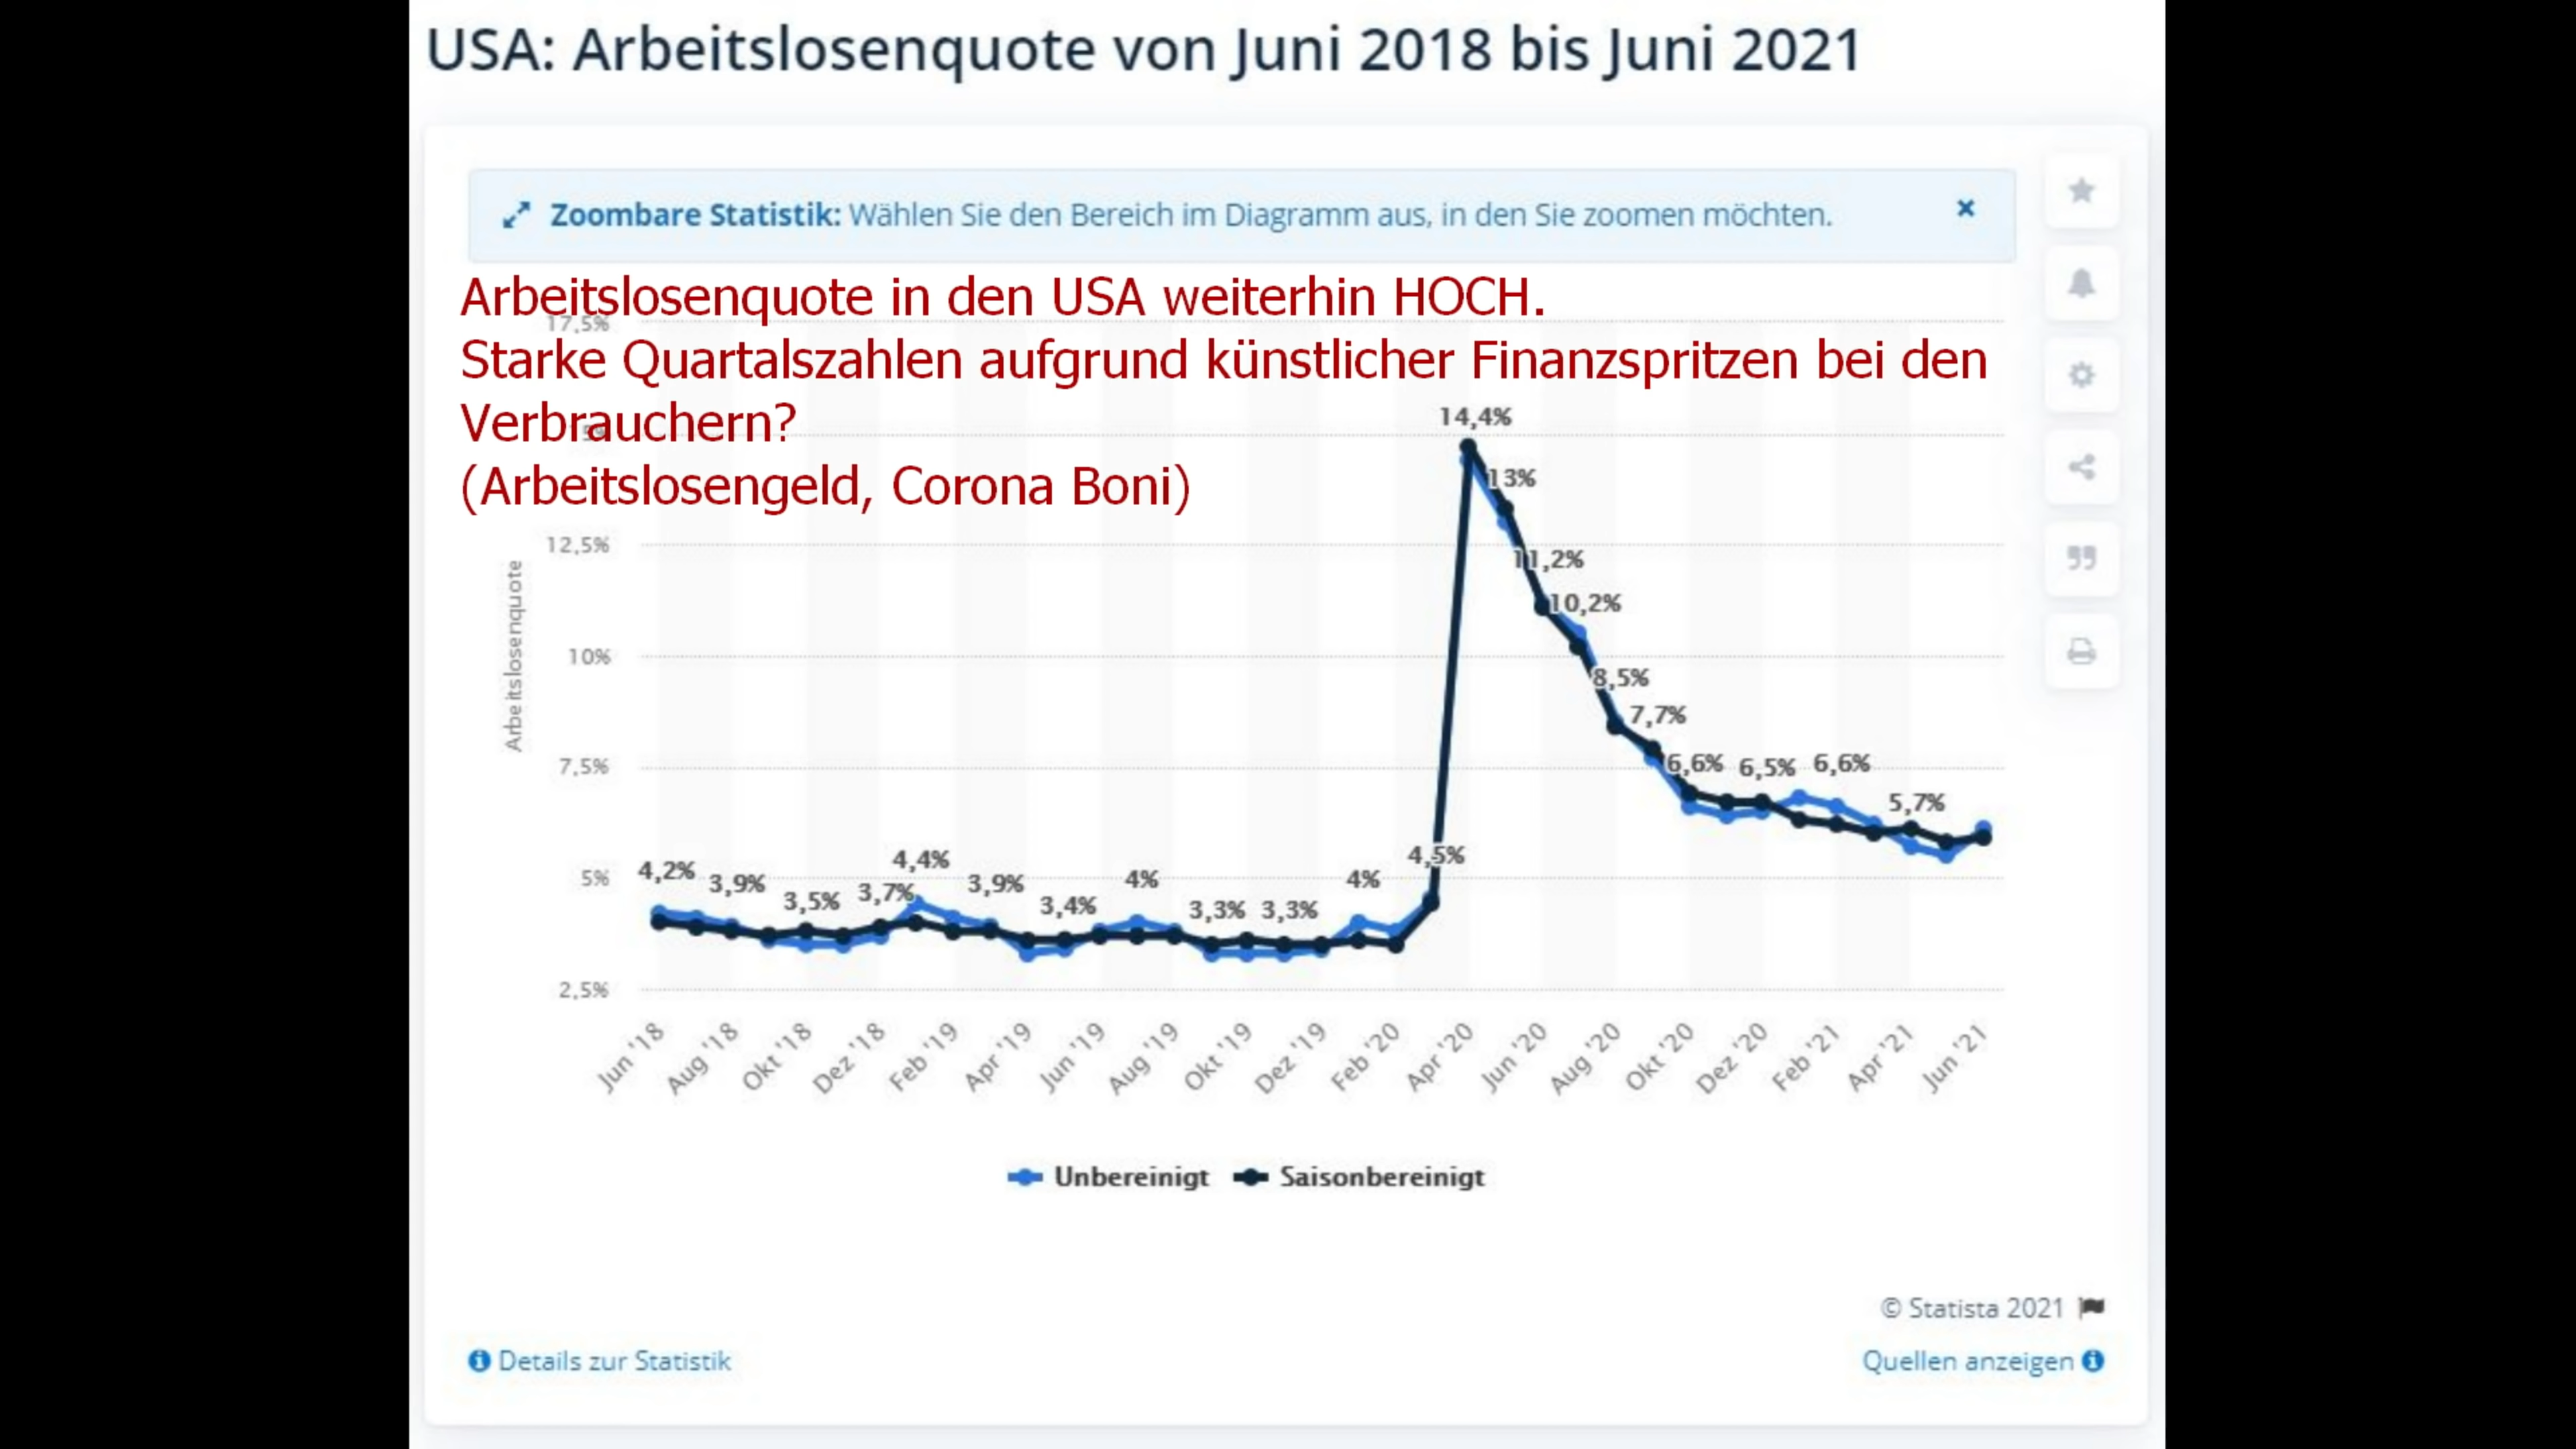 USA: Arbeitslosenquote von Juni 2018 bis Juni 2021
Zoombare Statistik: Wählen Sie den Bereich im Diagramm aus, in den Sie zoomen möchten.
Arbeitslosenquote in den USA weiterhin HOCH.
17,5%
Starke Quartalszahlen aufgrund künstlicher Finanzspritzen bei den
Verbrauchern?
(Arbeitslosengeld, Corona Boni)
14,4%
13%
12,5%
11,2%
10,2%
10%
8,5%
7,7%
7,5%
6,6% 6,5% 6,6%
5,7%
5%
4,2% 3,9% 3,5% 3,7% 4,4% 3,9% 3,4% 4% 3,3% 3,3% 4% 4,5%
2,5%
Arbeitslosenquote
Jun '18 Aug '18 Okt '18 Dez '18 Feb '19 Apr '19 Jun '19 Aug '19 Okt '19 Dez '19 Feb '20 Apr '20 Jun '20 Aug '20 Okt '20 Dez '20 Feb '21 Apr '21 Jun '21
Unbereinigt Saisonbereinigt
© Statista 2021
Details zur Statistik
Quellen anzeigen